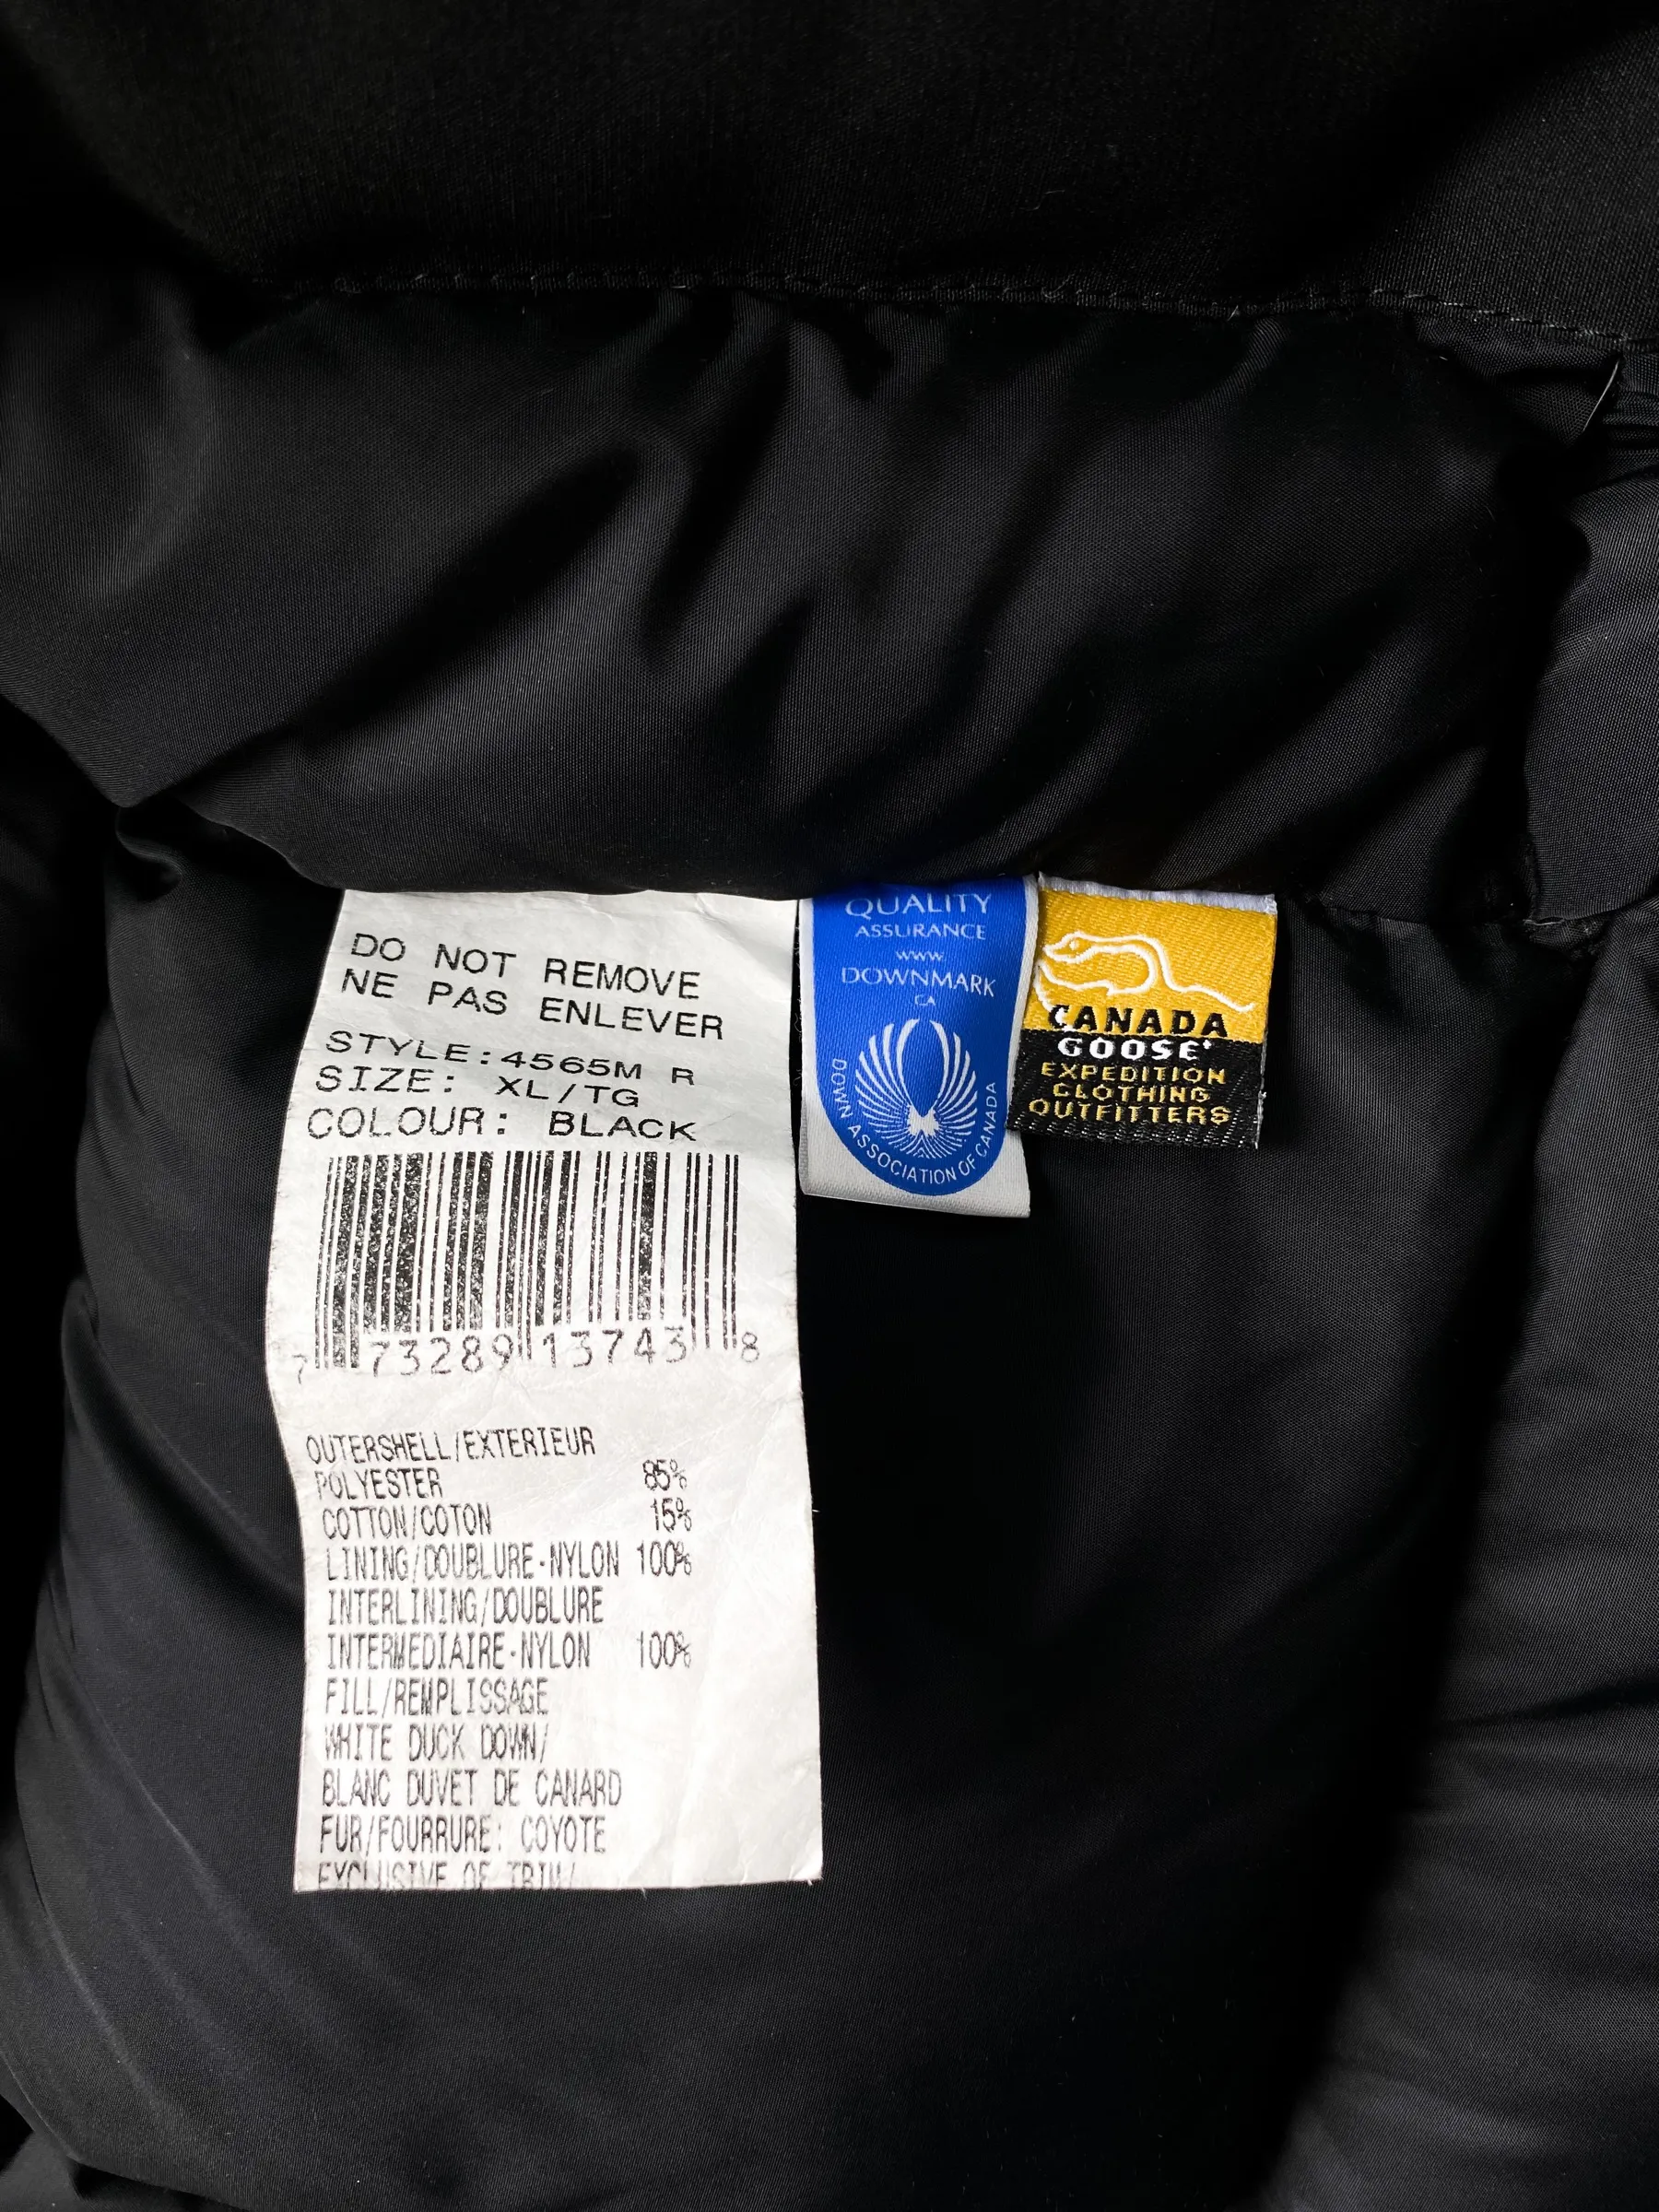 DO NOT REMOVE
NE PAS ENLEVER
STYLE:4565M R
SIZE: XL/TG
COLOUR: BLACK
7 73289 13743 8
OUTERSHELL/EXTERIEUR
POLYESTER 85%
COTTON/COTON 15%
LINING/DOUBLURE-NYLON 100%
INTERLINING/DOUBLURE
INTERMEDIAIRE-NYLON 100%
FILL/REMPLISSAGE
WHITE DUCK DOWN/
BLANC DUVET DE CANARD
FUR/FOURRURE: COYOTE
EXCLUSIVE OF TRIM/
QUALITY
ASSURANCE
www
DOWNMARK
CA
DOWN ASSOCIATION OF CANADA
CANADA
GOOSE
EXPEDITION
CLOTHING
OUTFITTERS